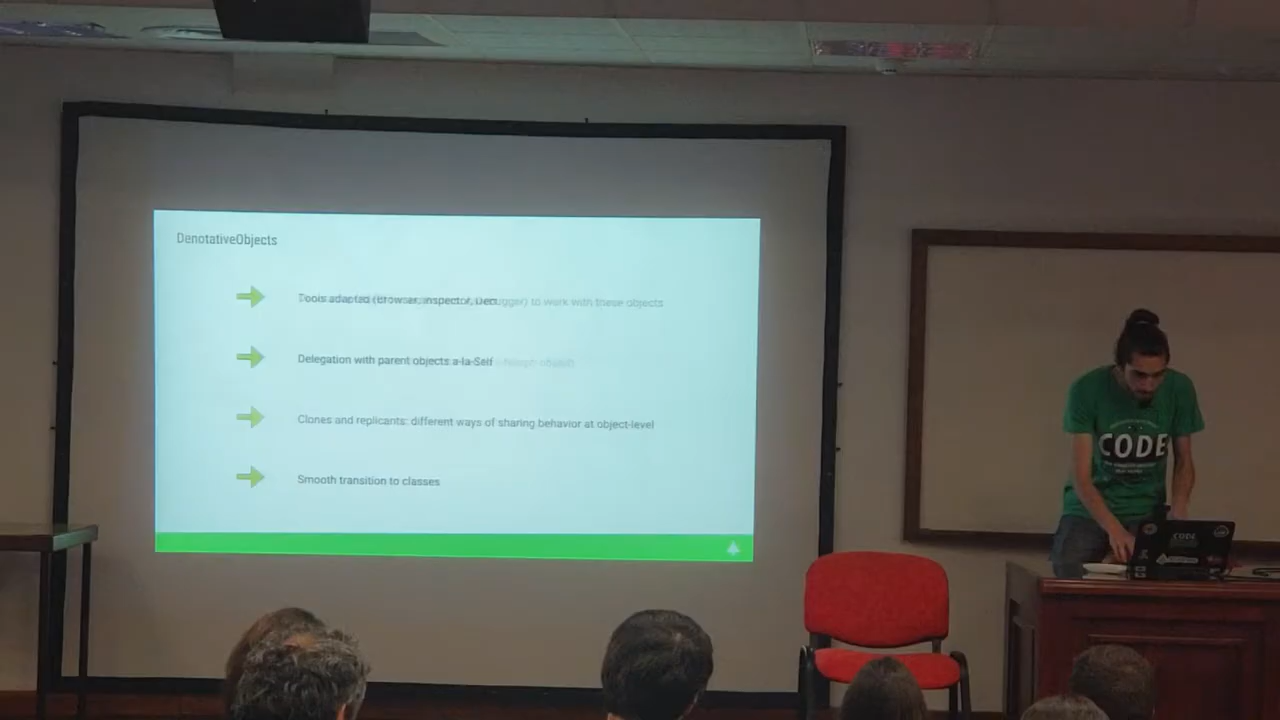 DenotativeObjects
Tools adapted (Browser, Inspector, Debugger) to work with these objects
Delegation with parent objects a-la-Self
Clones and replicants: different ways of sharing behavior at object-level
Smooth transition to classes
CODE
CODE